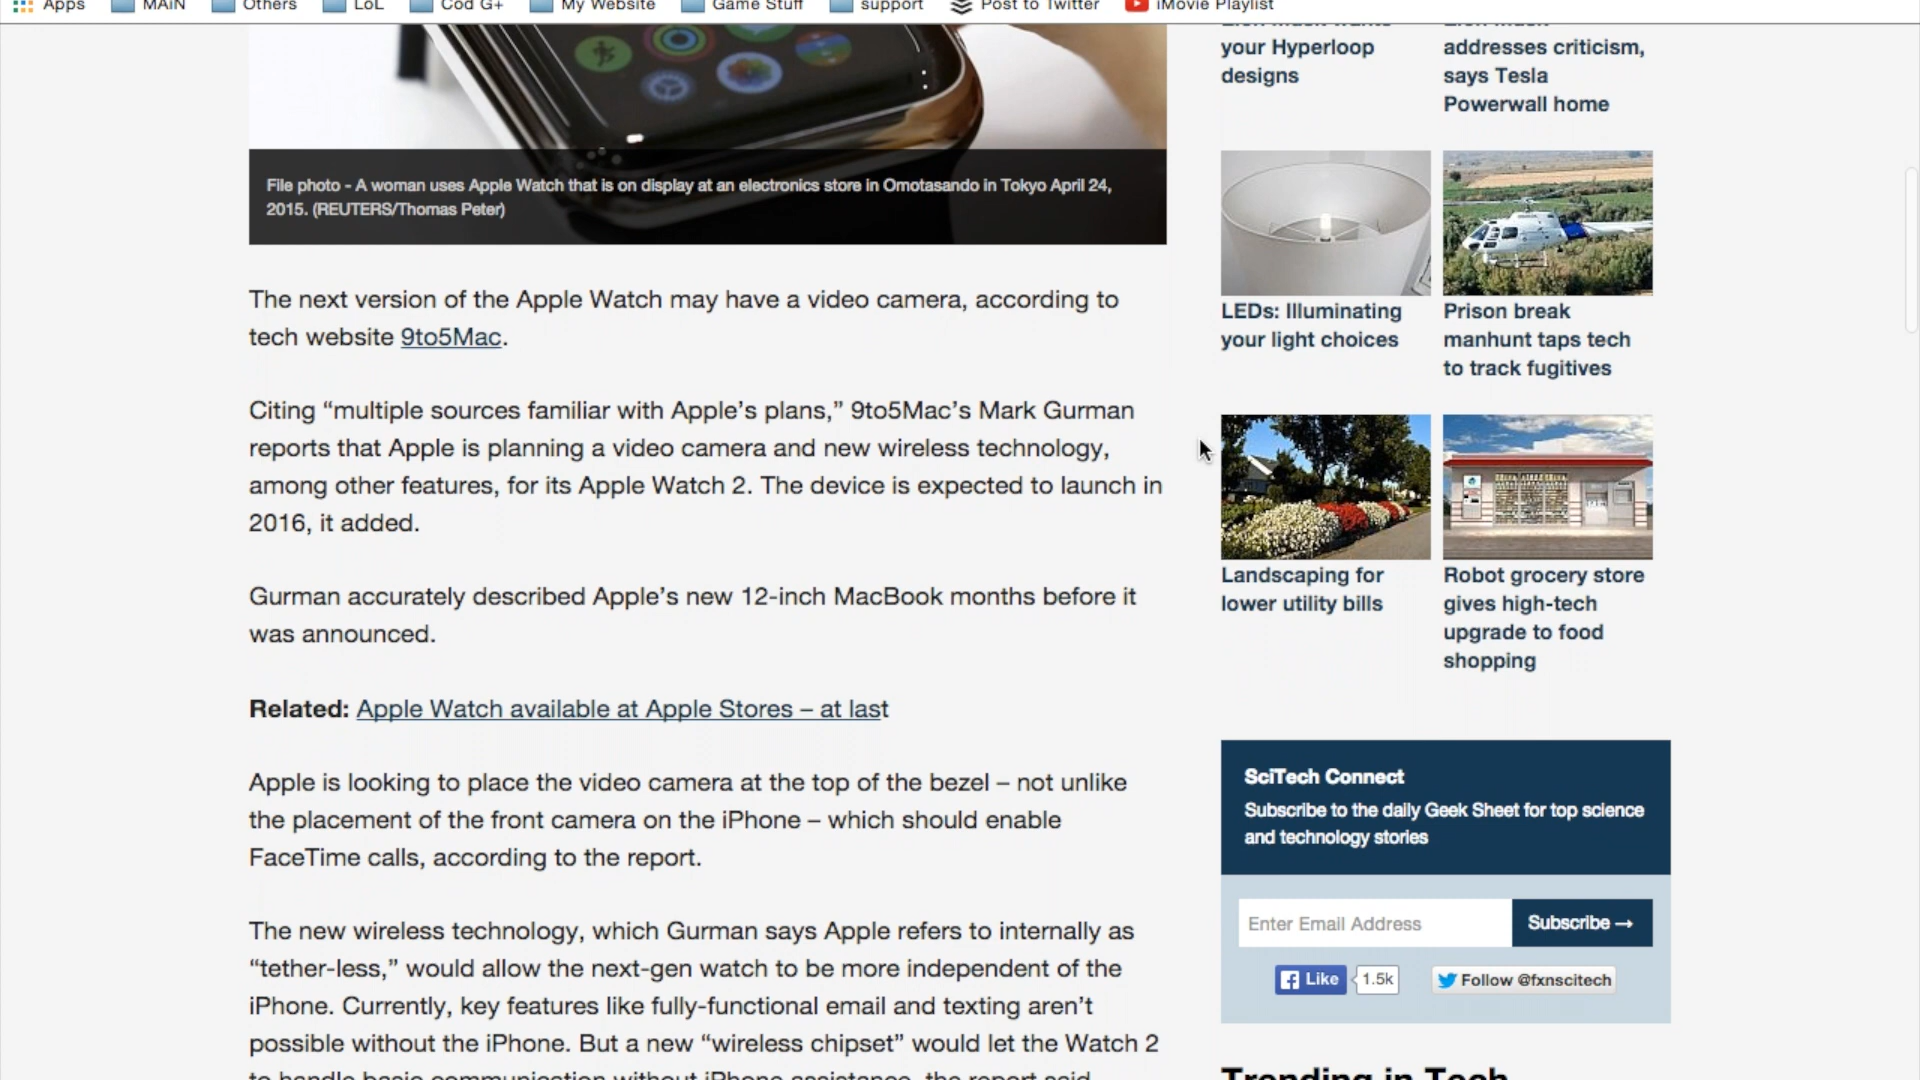 Apps MAiN Others LoL Cod G+ My Website Game Stuff support Post to Twitter iMovie Playlist
File photo - A woman uses Apple Watch that is on display at an electronics store in Omotasando in Tokyo April 24,
2015. (REUTERS/Thomas Peter)
The next version of the Apple Watch may have a video camera, according to
tech website 9to5Mac.
Citing “multiple sources familiar with Apple’s plans,” 9to5Mac’s Mark Gurman
reports that Apple is planning a video camera and new wireless technology,
among other features, for its Apple Watch 2. The device is expected to launch in
2016, it added.
Gurman accurately described Apple’s new 12-inch MacBook months before it
was announced.
Related: Apple Watch available at Apple Stores – at last
Apple is looking to place the video camera at the top of the bezel – not unlike
the placement of the front camera on the iPhone – which should enable
FaceTime calls, according to the report.
The new wireless technology, which Gurman says Apple refers to internally as
“tether-less,” would allow the next-gen watch to be more independent of the
iPhone. Currently, key features like fully-functional email and texting aren’t
possible without the iPhone. But a new “wireless chipset” would let the Watch 2
to handle basic communication without iPhone assistance, the report said.
your Hyperloop
designs
addresses criticism,
says Tesla
Powerwall home
LEDs: Illuminating
your light choices
Prison break
manhunt taps tech
to track fugitives
Landscaping for
lower utility bills
Robot grocery store
gives high-tech
upgrade to food
shopping
SciTech Connect
Subscribe to the daily Geek Sheet for top science
and technology stories
Enter Email Address Subscribe →
Like 1.5k Follow @fxnscitech
Trending in Tech